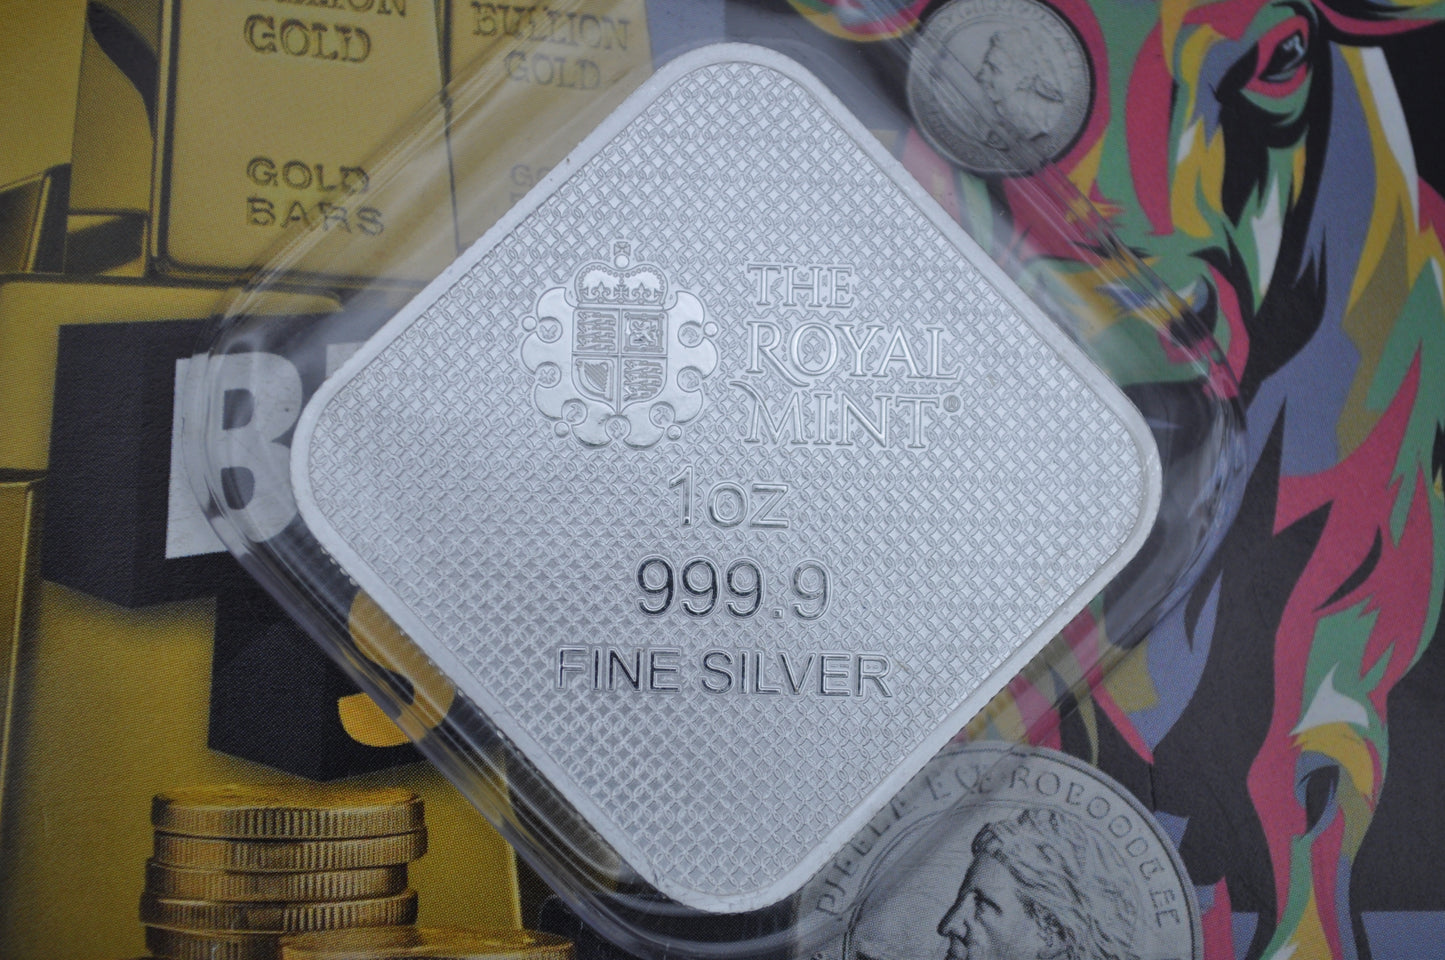 BULLION
GOLD
BULLION
GOLD
GOLD
BARS
THE
ROYAL
MINT®
1oz
999.9
FINE SILVER
B
S